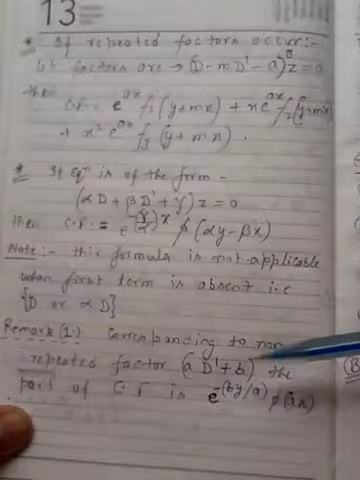 13
* If repeated factors occur:-
let factors are → (D - mD' - a)³z = 0
then
C.F. = e^{ax} f₁(y+mx) + xe^{ax} f₂(y+mx)
+ x² e^{ax} f₃(y+mx).
* If Eqⁿ is of the form-
(αD + βD' + γ) z = 0
then C.F. = e^{-(γ/α)x} φ(αy - βx)
Note:- this formula is not applicable
when first term is absent i.e
{D or αD}
Remark (1:) Corresponding to non
repeated factor (aD'+b) the
part of C.F is e^{-(by/a)} φ(ax)
(B